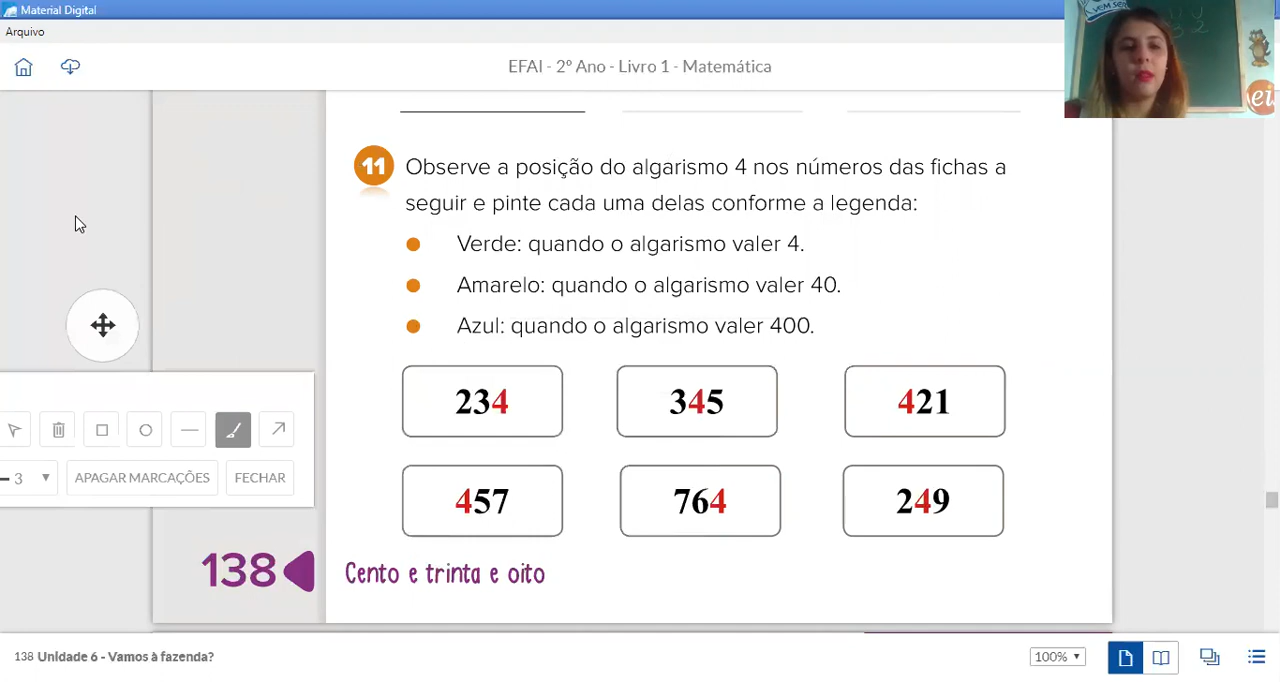 Material Digital
Arquivo
EFAI - 2º Ano - Livro 1 - Matemática
VEM SE
ei
11 Observe a posição do algarismo 4 nos números das fichas a
seguir e pinte cada uma delas conforme a legenda:
Verde: quando o algarismo valer 4.
Amarelo: quando o algarismo valer 40.
Azul: quando o algarismo valer 400.
234 345 421
3 APAGAR MARCAÇÕES FECHAR
457 764 249
138 Cento e trinta e oito
138 Unidade 6 - Vamos à fazenda?
100%